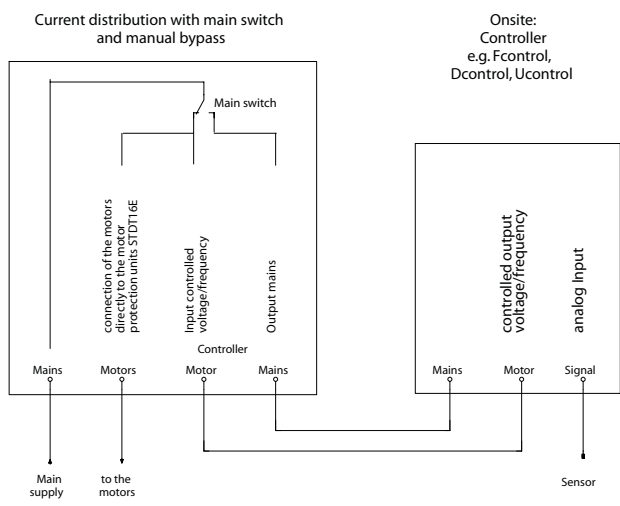 Current distribution with main switch
and manual bypass
Onsite:
Controller
e.g. Fcontrol,
Dcontrol, Ucontrol
Main switch
connection of the motors
directly to the motor
protection units STDT16E
Input controlled
voltage/frequency
Output mains
controlled output
voltage/frequency
analog Input
Controller
Mains
Motors
Motor
Mains
Mains
Motor
Signal
Main
supply
to the
motors
Sensor